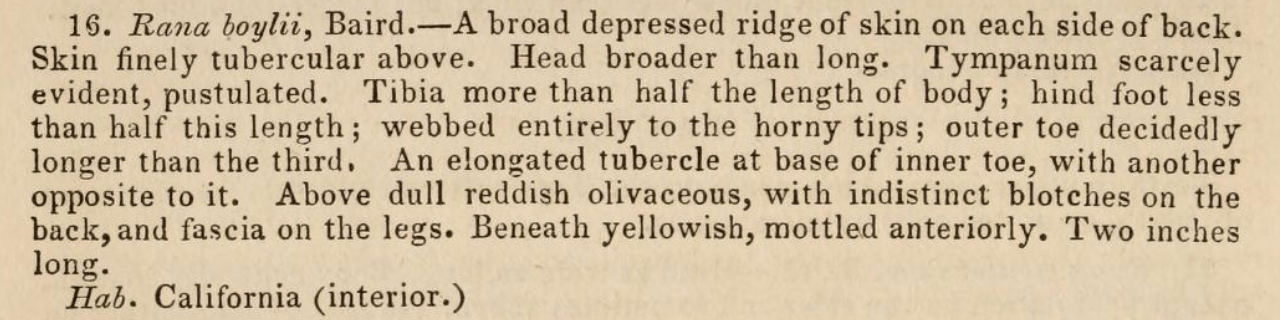 16. Rana boylii, Baird.—A broad depressed ridge of skin on each side of back.
Skin finely tubercular above. Head broader than long. Tympanum scarcely
evident, pustulated. Tibia more than half the length of body; hind foot less
than half this length; webbed entirely to the horny tips; outer toe decidedly
longer than the third. An elongated tubercle at base of inner toe, with another
opposite to it. Above dull reddish olivaceous, with indistinct blotches on the
back, and fascia on the legs. Beneath yellowish, mottled anteriorly. Two inches
long.
Hab. California (interior.)